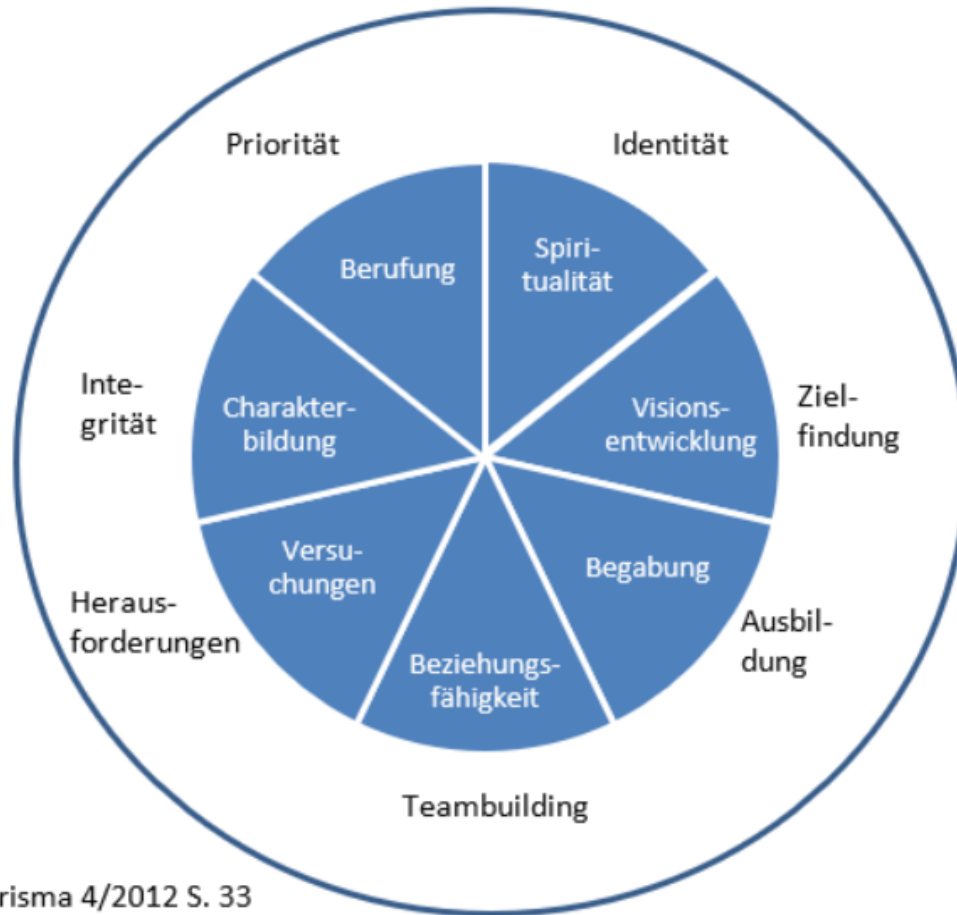 Priorität
Identität
Berufung
Spiri-
tualität
Inte-
grität
Charakter-
bildung
Visions-
entwicklung
Ziel-
findung
Versu-
chungen
Begabung
Heraus-
forderungen
Beziehungs-
fähigkeit
Ausbil-
dung
Teambuilding
risma 4/2012 S. 33